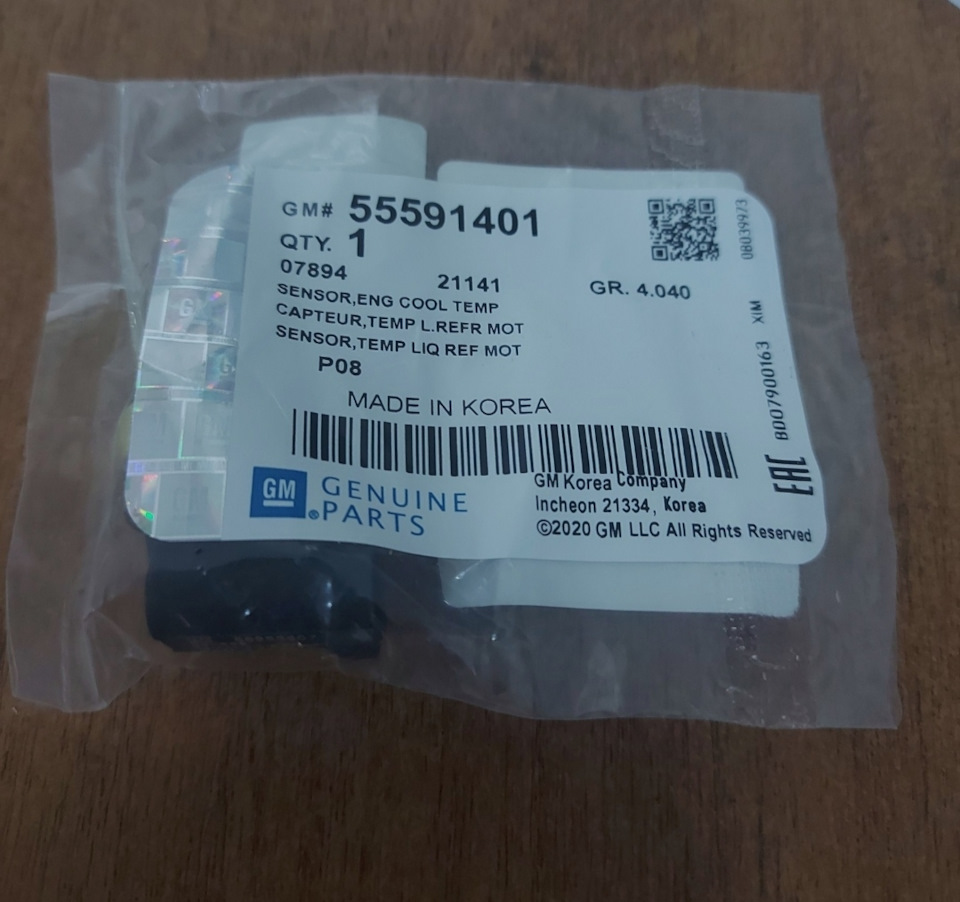 GM# 55591401
QTY. 1
07894 21141 GR. 4.040
SENSOR,ENG COOL TEMP
CAPTEUR,TEMP L.REFR MOT
SENSOR,TEMP LIQ REF MOT
P08
MADE IN KOREA
GM GENUINE
PARTS
GM Korea Company
Incheon 21334, Korea
©2020 GM LLC All Rights Reserved
08039973
BD07900163 XIM
EAC